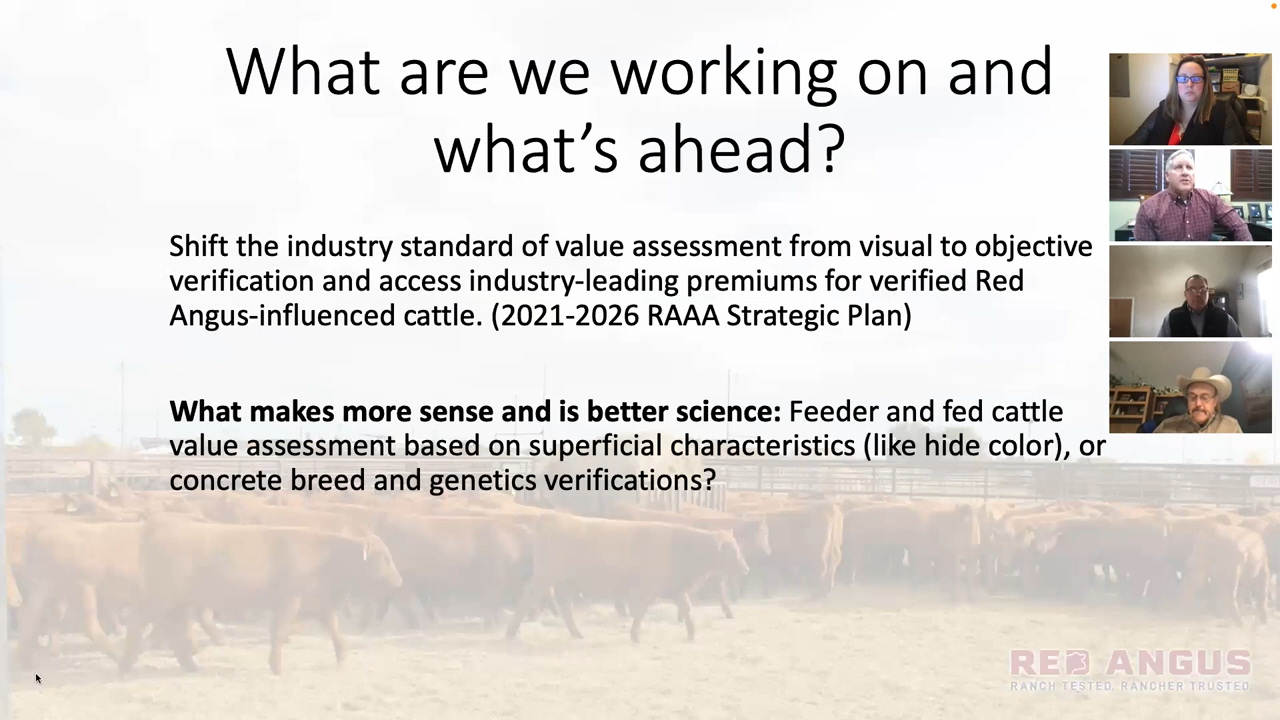 What are we working on and
what’s ahead?
Shift the industry standard of value assessment from visual to objective
verification and access industry-leading premiums for verified Red
Angus-influenced cattle. (2021-2026 RAAA Strategic Plan)
What makes more sense and is better science: Feeder and fed cattle
value assessment based on superficial characteristics (like hide color), or
concrete breed and genetics verifications?
RED ANGUS
RANCH TESTED. RANCHER TRUSTED.